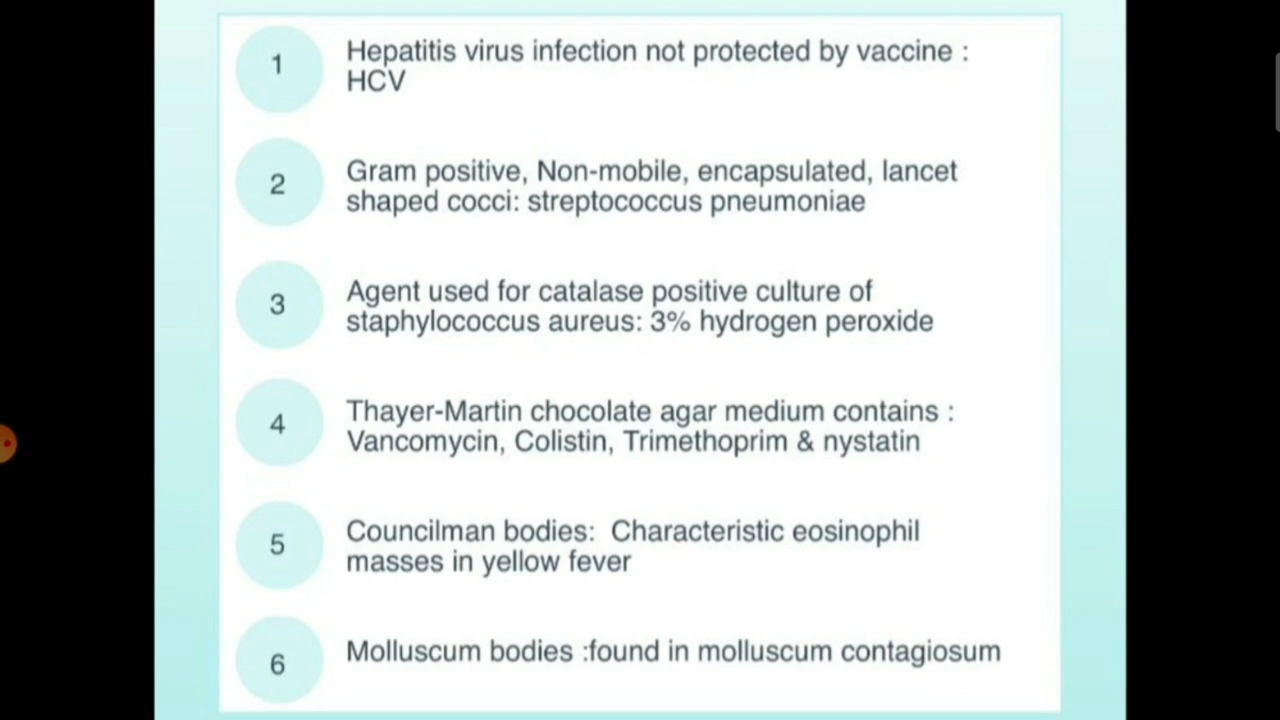 1
Hepatitis virus infection not protected by vaccine :
HCV
2
Gram positive, Non-mobile, encapsulated, lancet
shaped cocci: streptococcus pneumoniae
3
Agent used for catalase positive culture of
staphylococcus aureus: 3% hydrogen peroxide
4
Thayer-Martin chocolate agar medium contains :
Vancomycin, Colistin, Trimethoprim & nystatin
5
Councilman bodies:  Characteristic eosinophil
masses in yellow fever
6
Molluscum bodies :found in molluscum contagiosum